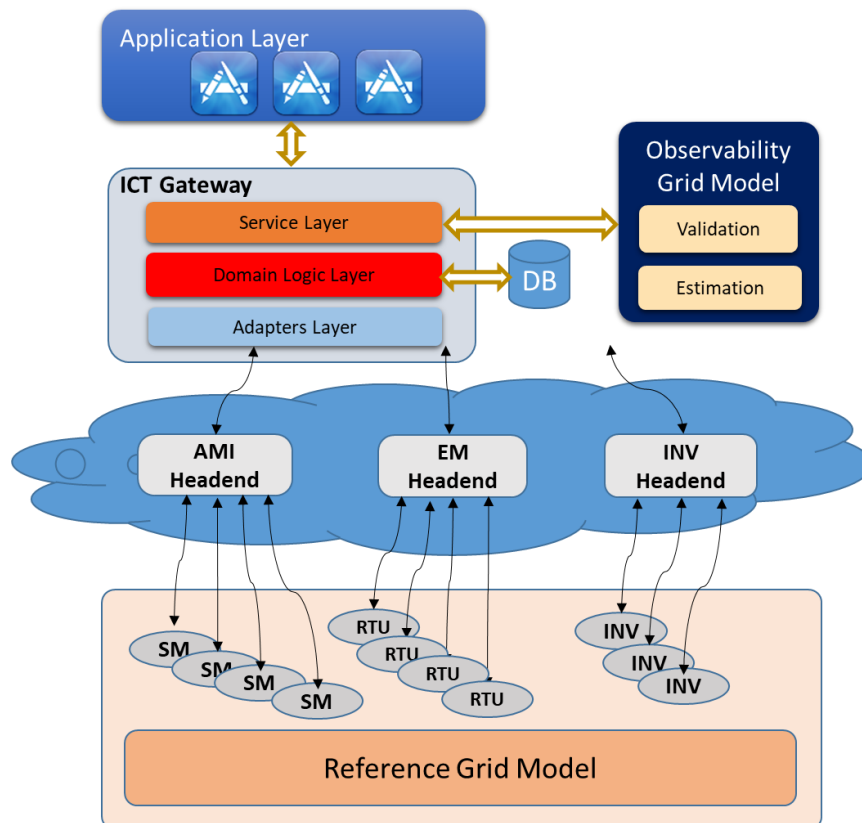 Application Layer
ICT Gateway
Service Layer
Domain Logic Layer
Adapters Layer
DB
Observability
Grid Model
Validation
Estimation
AMI
Headend
EM
Headend
INV
Headend
SM
SM
SM
SM
RTU
RTU
RTU
RTU
INV
INV
INV
Reference Grid Model